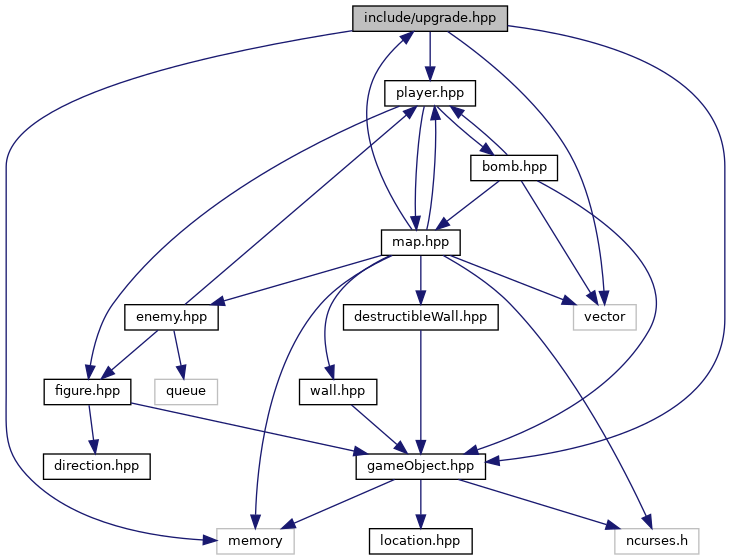 include/upgrade.hpp
player.hpp
bomb.hpp
map.hpp
enemy.hpp
destructibleWall.hpp
vector
figure.hpp
queue
wall.hpp
direction.hpp
gameObject.hpp
memory
location.hpp
ncurses.h